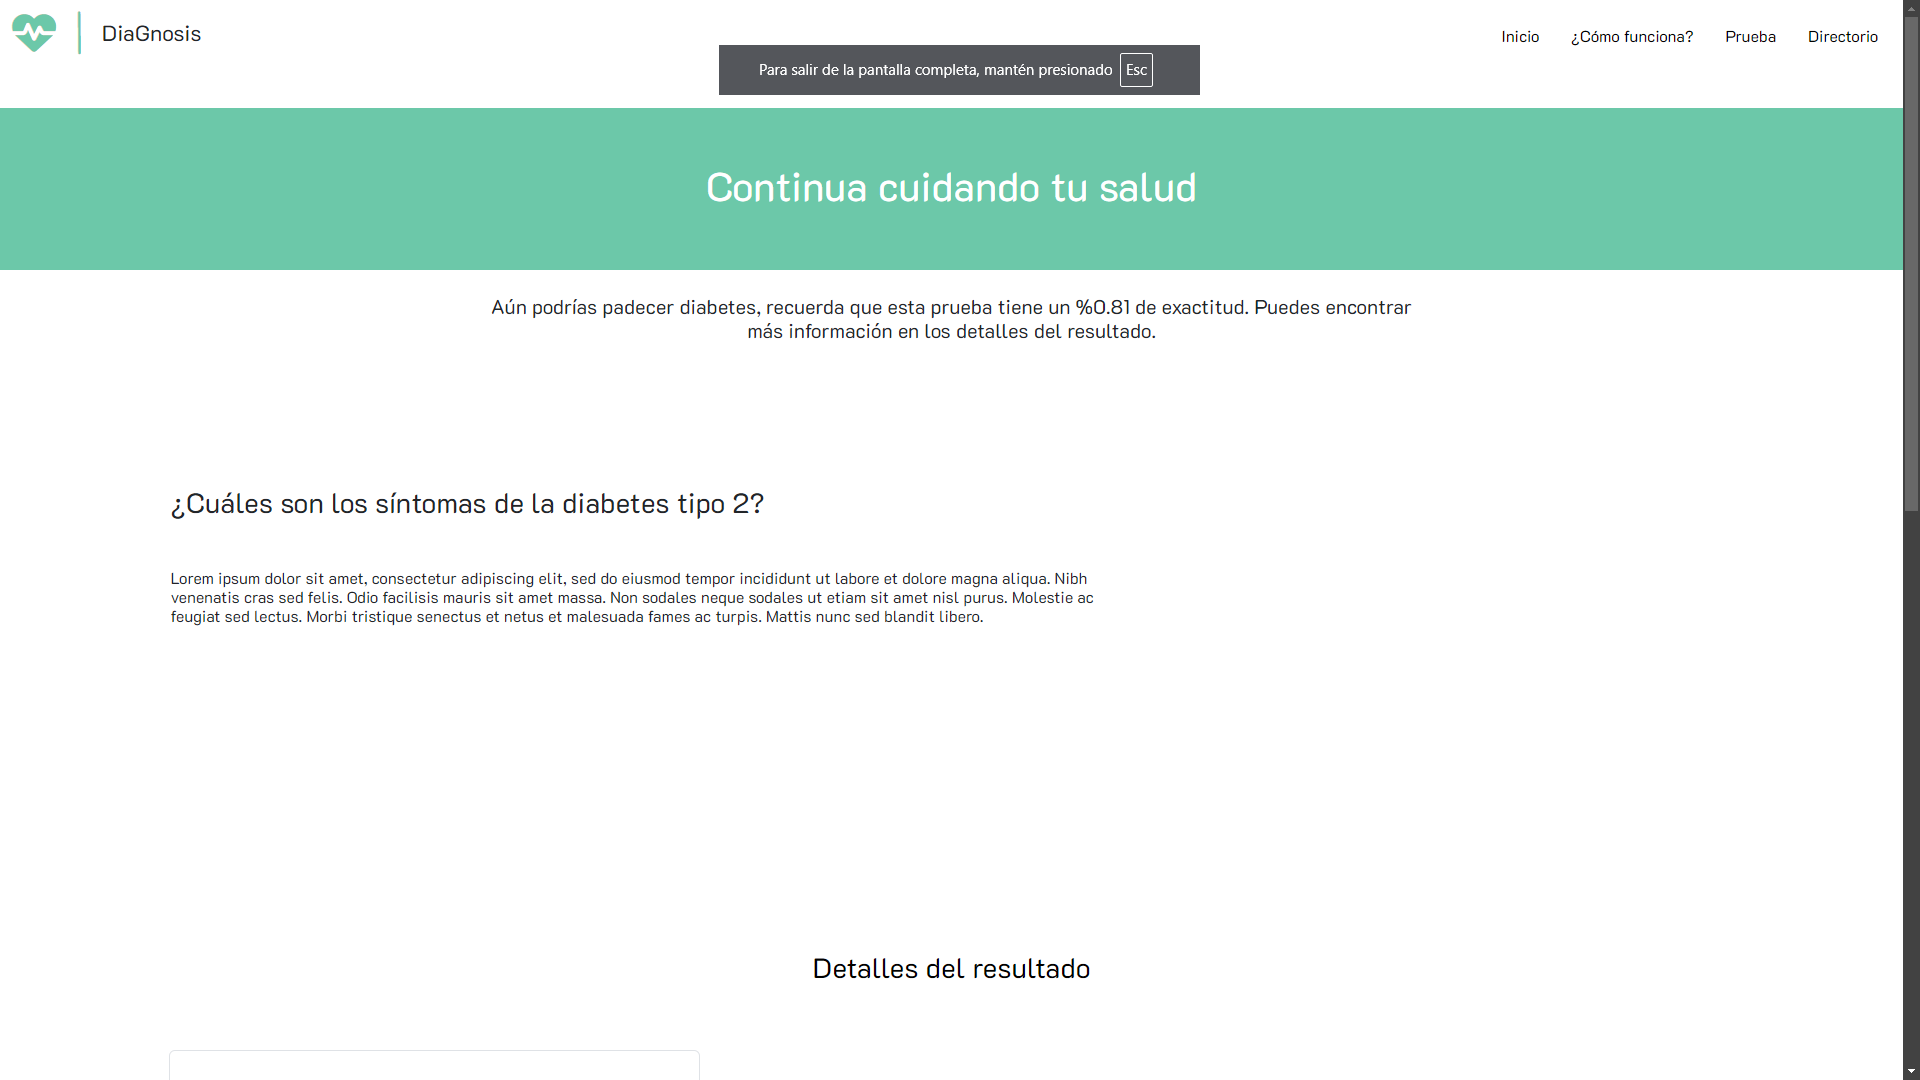 DiaGnosis
Inicio
¿Cómo funciona?
Prueba
Directorio
Para salir de la pantalla completa, mantén presionado Esc
Continua cuidando tu salud
Aún podrías padecer diabetes, recuerda que esta prueba tiene un %0.81 de exactitud. Puedes encontrar
más información en los detalles del resultado.
¿Cuáles son los síntomas de la diabetes tipo 2?
Lorem ipsum dolor sit amet, consectetur adipiscing elit, sed do eiusmod tempor incididunt ut labore et dolore magna aliqua. Nibh
venenatis cras sed felis. Odio facilisis mauris sit amet massa. Non sodales neque sodales ut etiam sit amet nisl purus. Molestie ac
feugiat sed lectus. Morbi tristique senectus et netus et malesuada fames ac turpis. Mattis nunc sed blandit libero.
Detalles del resultado